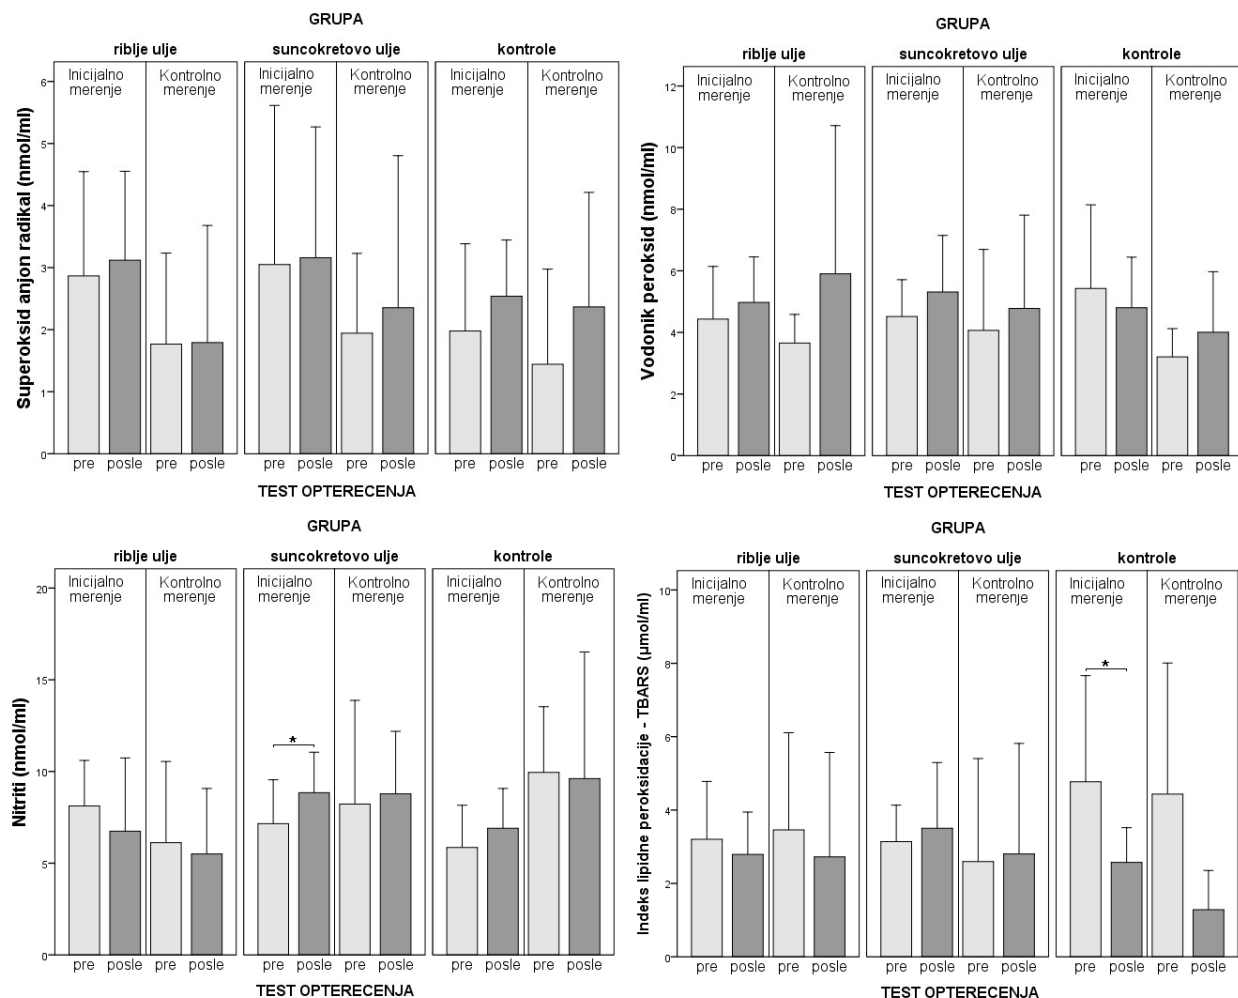 GRUPA
riblje ulje suncokretovo ulje kontrole
Inicijalno merenje Kontrolno merenje Inicijalno merenje Kontrolno merenje Inicijalno merenje Kontrolno merenje
Superoksid anjon radikal (nmol/ml)
6
5
4
3
2
1
0
pre posle pre posle pre posle pre posle pre posle pre posle
TEST OPTERECENJA
GRUPA
riblje ulje suncokretovo ulje kontrole
Inicijalno merenje Kontrolno merenje Inicijalno merenje Kontrolno merenje Inicijalno merenje Kontrolno merenje
Vodonik peroksid (nmol/ml)
12
10
8
6
4
2
0
pre posle pre posle pre posle pre posle pre posle pre posle
TEST OPTERECENJA
GRUPA
riblje ulje suncokretovo ulje kontrole
Inicijalno merenje Kontrolno merenje Inicijalno merenje Kontrolno merenje Inicijalno merenje Kontrolno merenje
Nitriti (nmol/ml)
20
15
10
5
0
*
pre posle pre posle pre posle pre posle pre posle pre posle
TEST OPTERECENJA
GRUPA
riblje ulje suncokretovo ulje kontrole
Inicijalno merenje Kontrolno merenje Inicijalno merenje Kontrolno merenje Inicijalno merenje Kontrolno merenje
Indeks lipidne peroksidacije - TBARS (µmol/ml)
10
8
6
4
2
0
*
pre posle pre posle pre posle pre posle pre posle pre posle
TEST OPTERECENJA